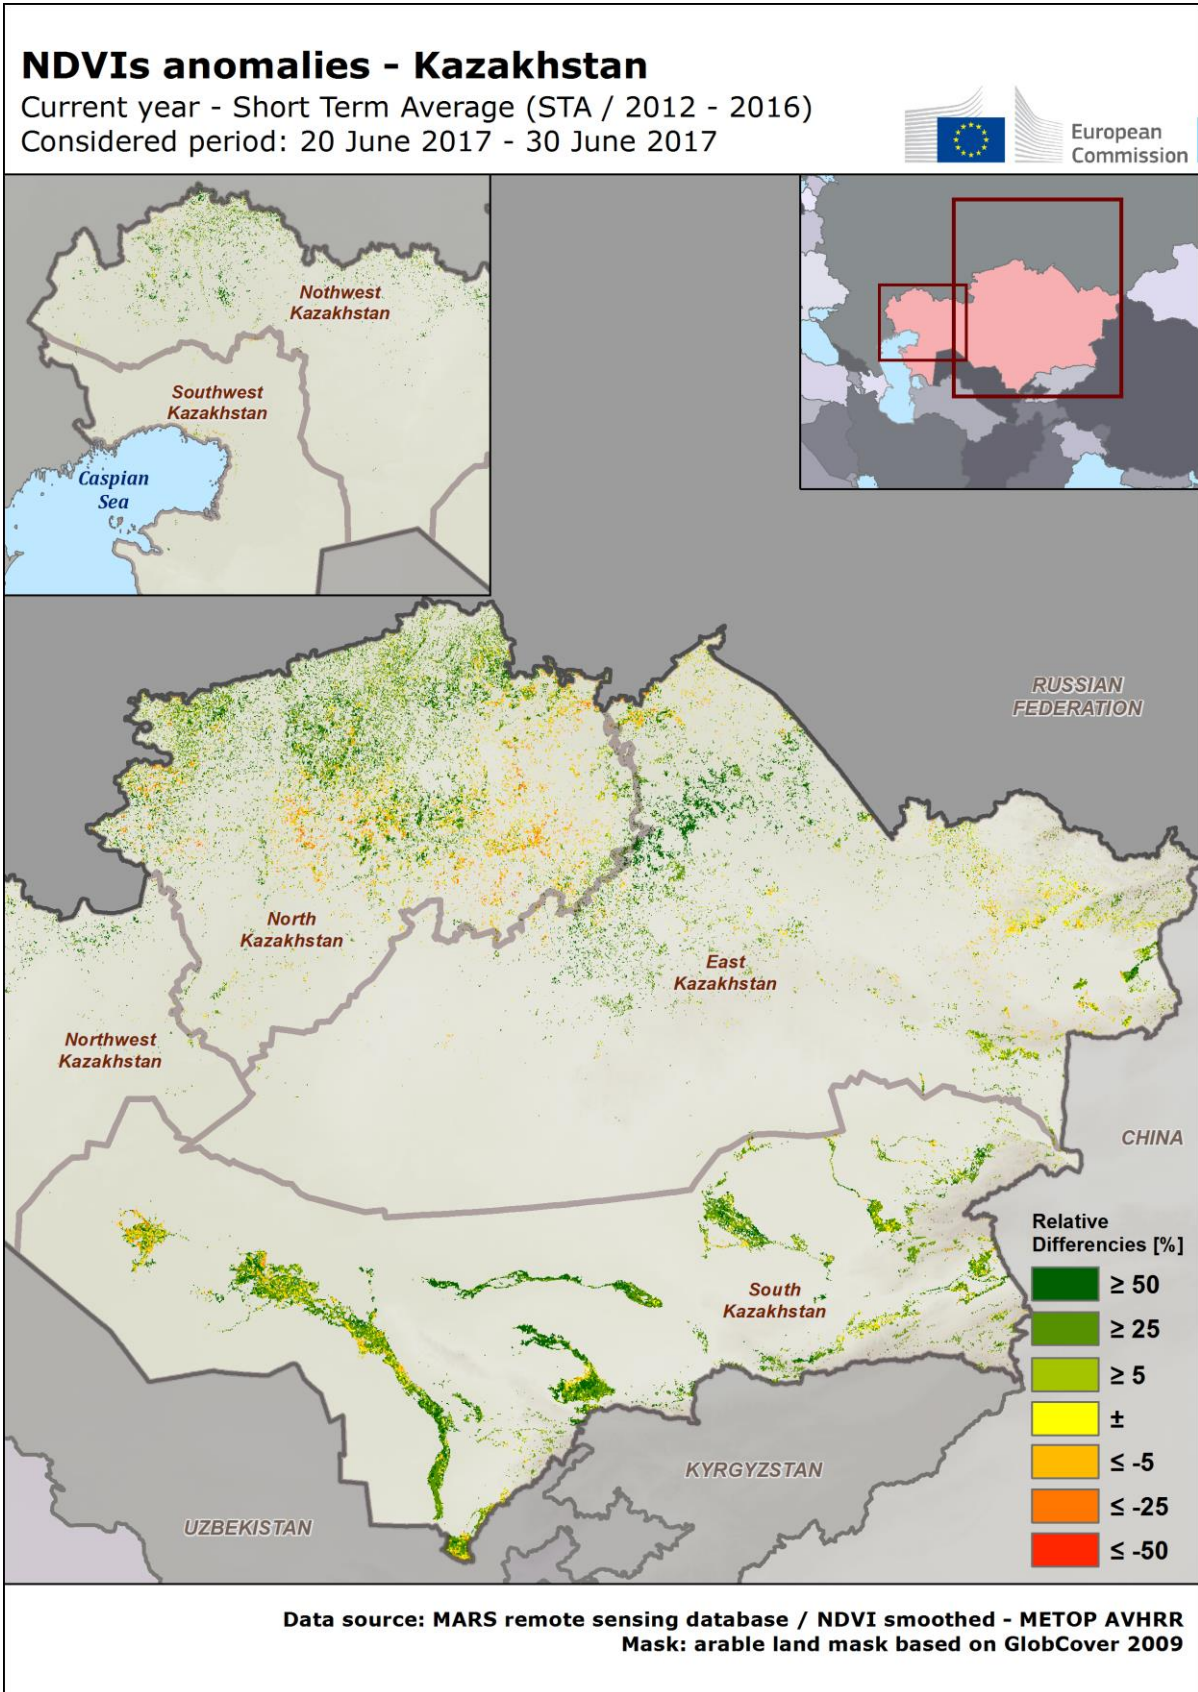 NDVIs anomalies - Kazakhstan
Current year - Short Term Average (STA / 2012 - 2016)
Considered period: 20 June 2017 - 30 June 2017
European
Commission
Nothwest
Kazakhstan
Southwest
Kazakhstan
Caspian
Sea
RUSSIAN
FEDERATION
North
Kazakhstan
East
Kazakhstan
Northwest
Kazakhstan
CHINA
South
Kazakhstan
KYRGYZSTAN
UZBEKISTAN
Relative
Differencies [%]
≥ 50
≥ 25
≥ 5
±
≤ -5
≤ -25
≤ -50
Data source: MARS remote sensing database / NDVI smoothed - METOP AVHRR
Mask: arable land mask based on GlobCover 2009